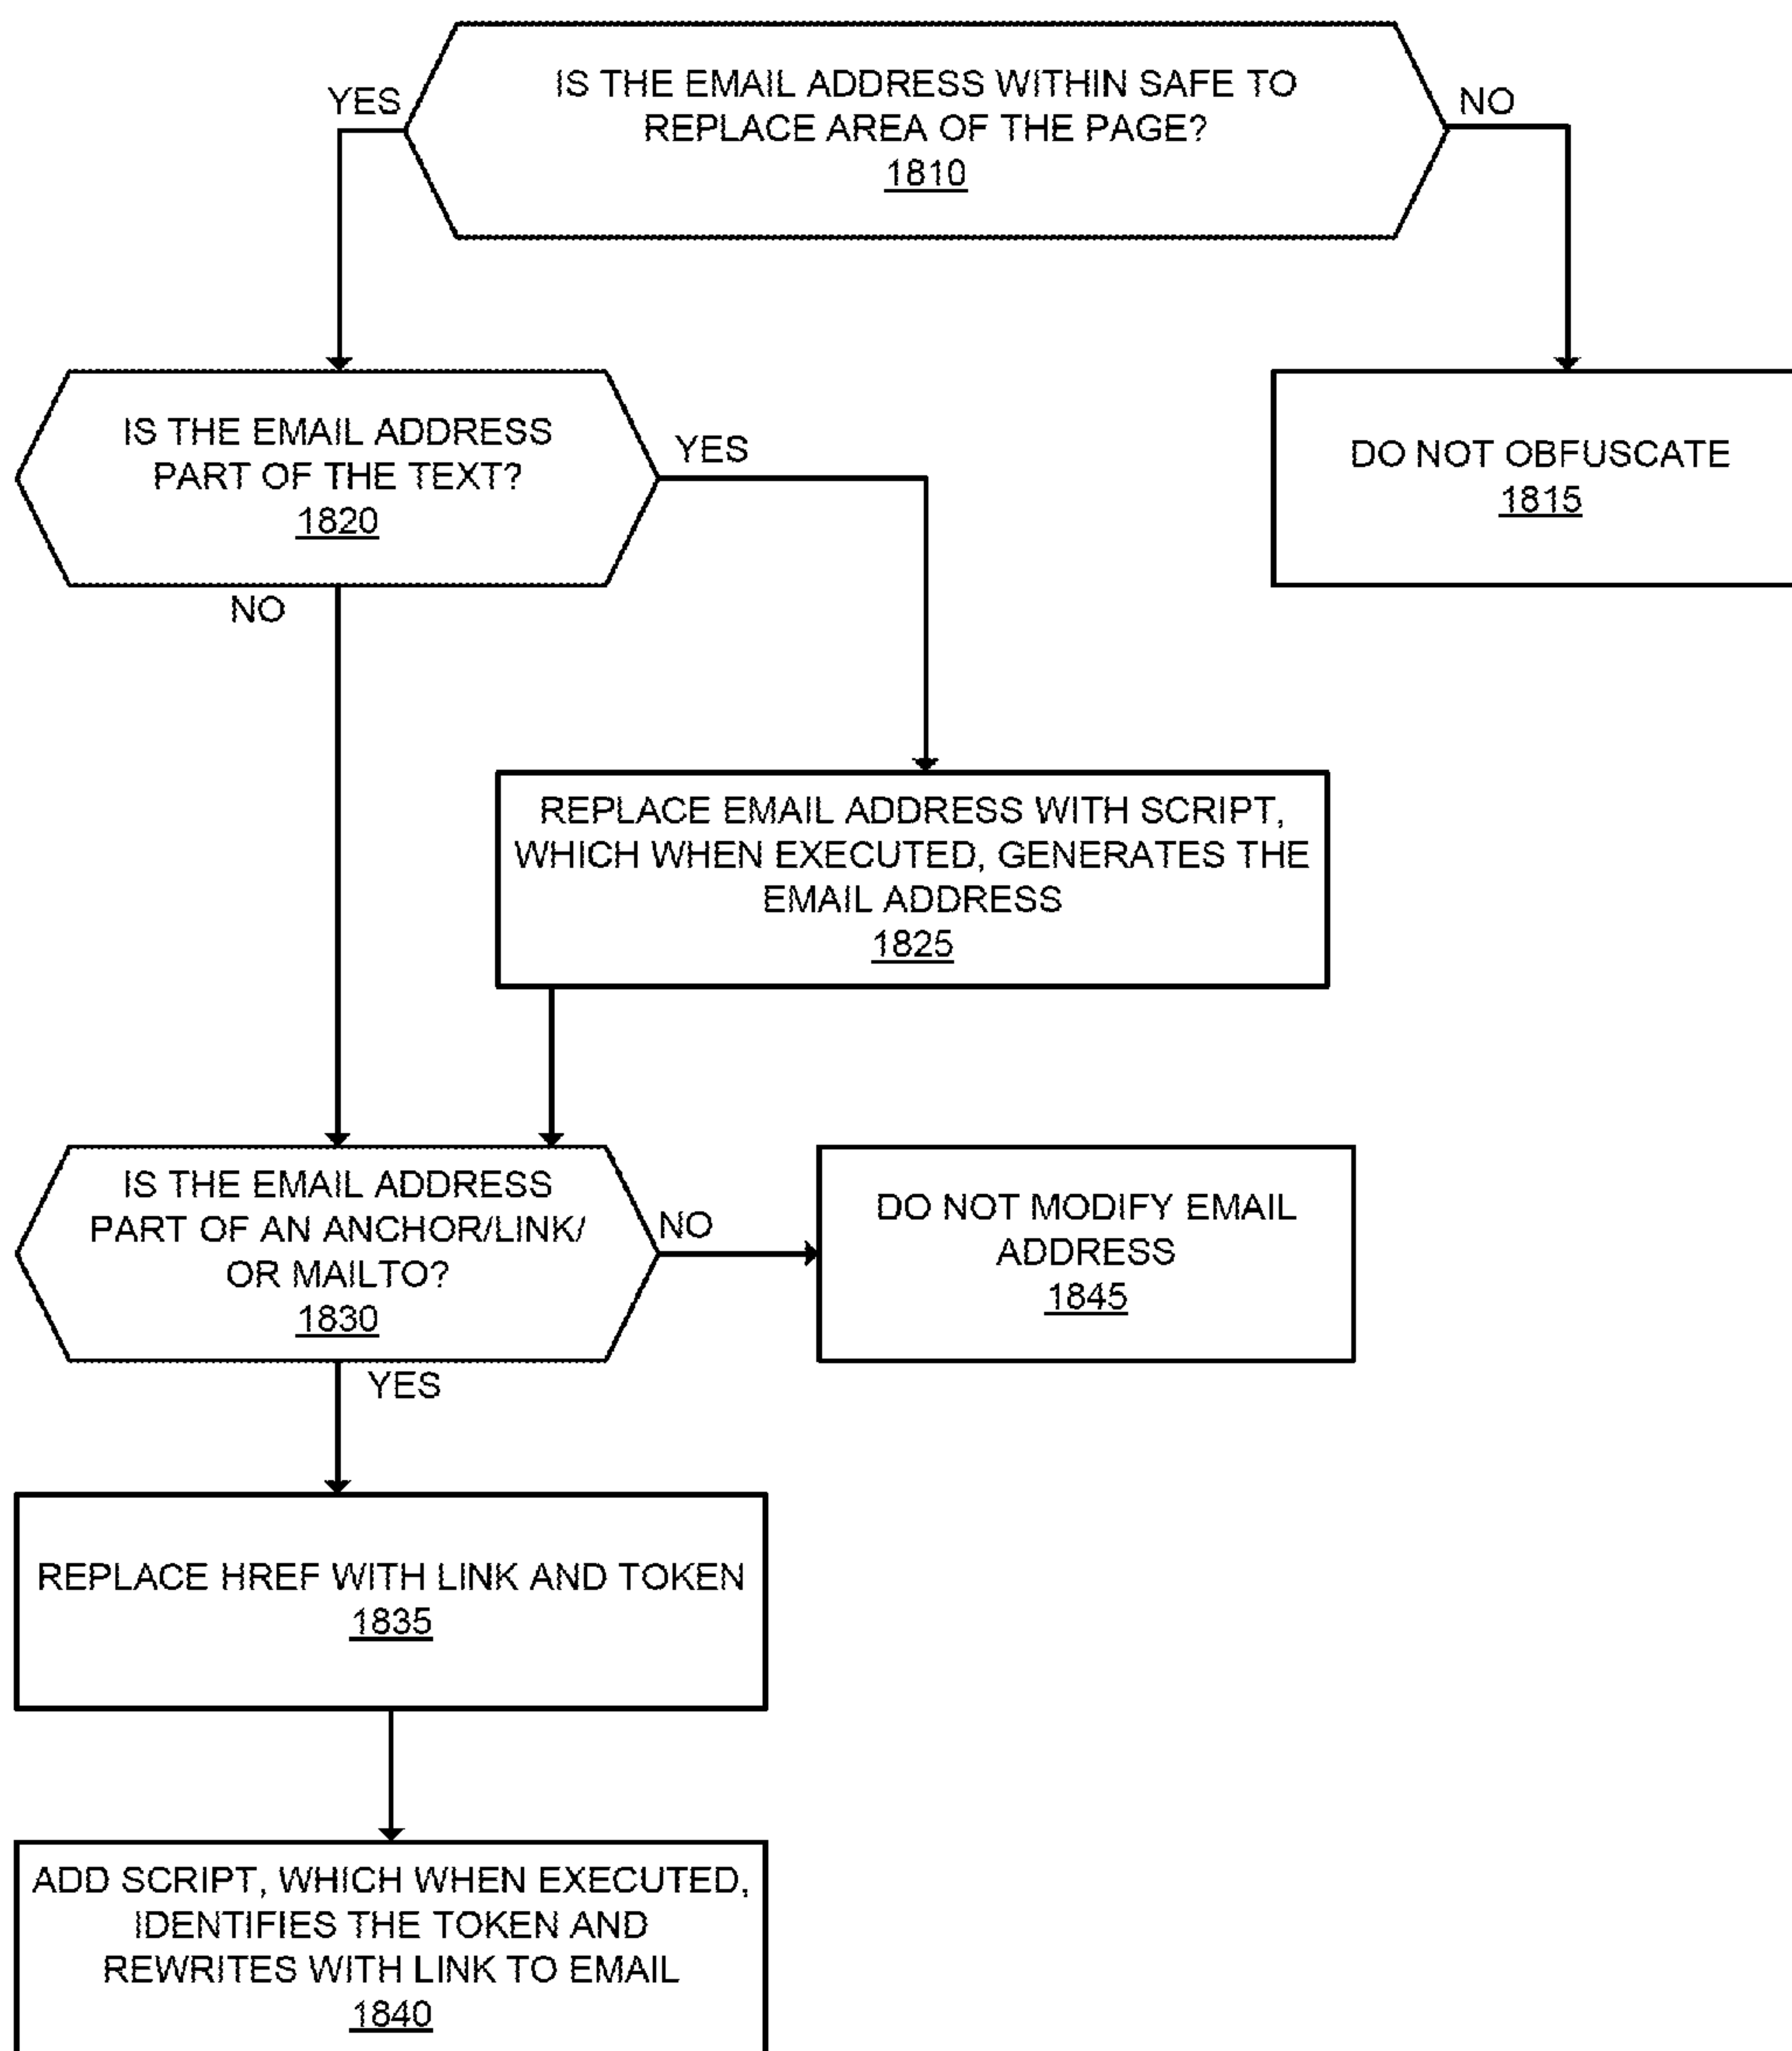 IS THE EMAIL ADDRESS WITHIN SAFE TO
REPLACE AREA OF THE PAGE?
1810
YES
NO
IS THE EMAIL ADDRESS
PART OF THE TEXT?
1820
YES
NO
DO NOT OBFUSCATE
1815
REPLACE EMAIL ADDRESS WITH SCRIPT,
WHICH WHEN EXECUTED, GENERATES THE
EMAIL ADDRESS
1825
IS THE EMAIL ADDRESS
PART OF AN ANCHOR/LINK/
OR MAILTO?
1830
NO
YES
DO NOT MODIFY EMAIL
ADDRESS
1845
REPLACE HREF WITH LINK AND TOKEN
1835
ADD SCRIPT, WHICH WHEN EXECUTED,
IDENTIFIES THE TOKEN AND
REWRITES WITH LINK TO EMAIL
1840